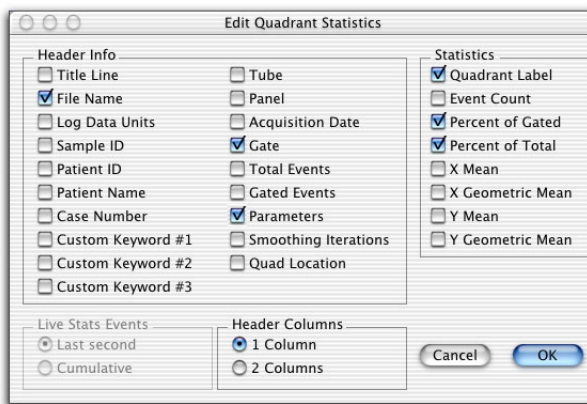 Edit Quadrant Statistics
Header Info
Title Line
File Name
Log Data Units
Sample ID
Patient ID
Patient Name
Case Number
Custom Keyword #1
Custom Keyword #2
Custom Keyword #3
Tube
Panel
Acquisition Date
Gate
Total Events
Gated Events
Parameters
Smoothing Iterations
Quad Location
Statistics
Quadrant Label
Event Count
Percent of Gated
Percent of Total
X Mean
X Geometric Mean
Y Mean
Y Geometric Mean
Live Stats Events
Last second
Cumulative
Header Columns
1 Column
2 Columns
Cancel
OK